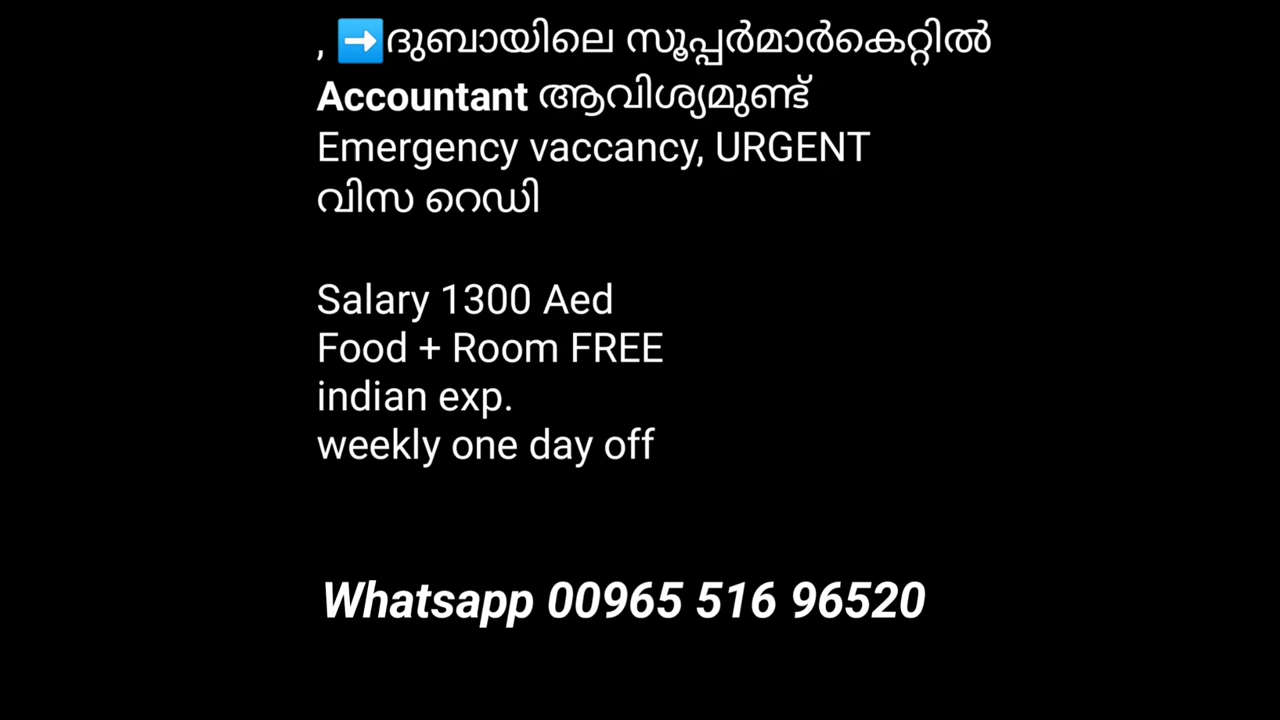 , ➡️ദുബായിലെ സൂപ്പർമാർകെറ്റിൽ
Accountant ആവിശ്യമുണ്ട്
Emergency vaccancy, URGENT
വിസ റെഡി
Salary 1300 Aed
Food + Room FREE
indian exp.
weekly one day off
Whatsapp 00965 516 96520